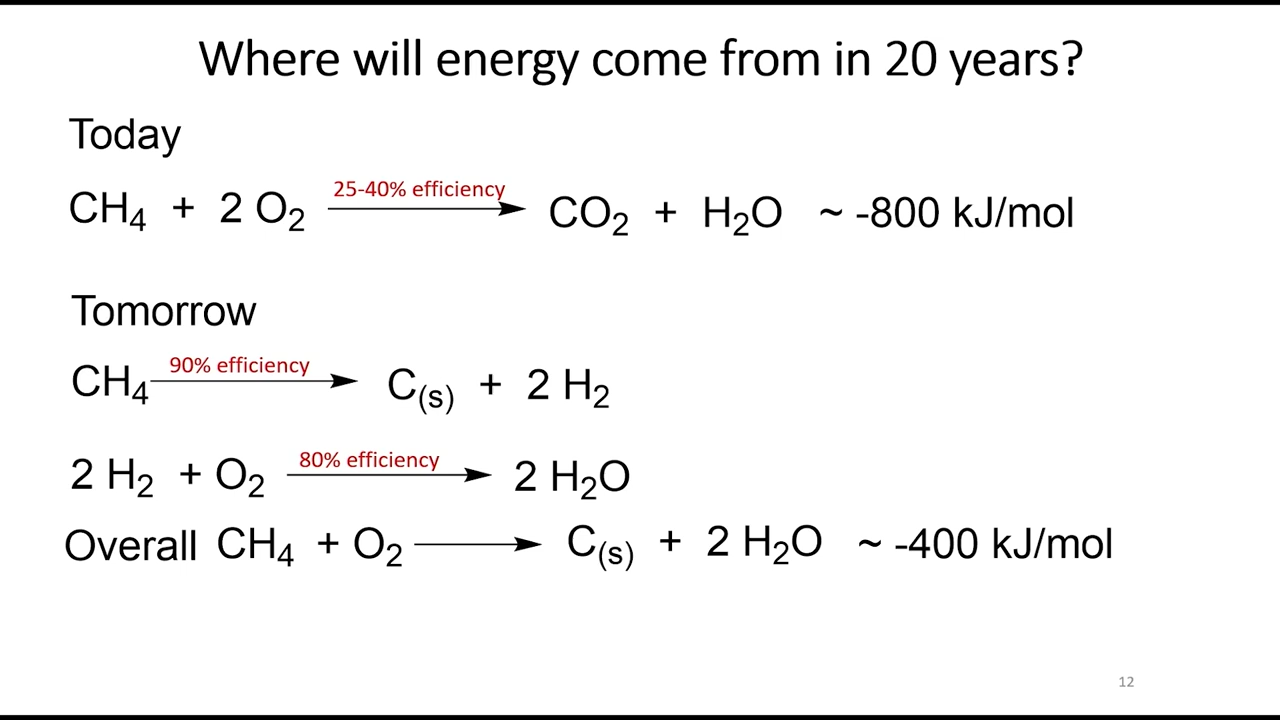 Where will energy come from in 20 years?
Today
CH₄ + 2 O₂ 25-40% efficiency CO₂ + H₂O ~ -800 kJ/mol
Tomorrow
CH₄ 90% efficiency C₍s₎ + 2 H₂
2 H₂ + O₂ 80% efficiency 2 H₂O
Overall CH₄ + O₂ C₍s₎ + 2 H₂O ~ -400 kJ/mol
12